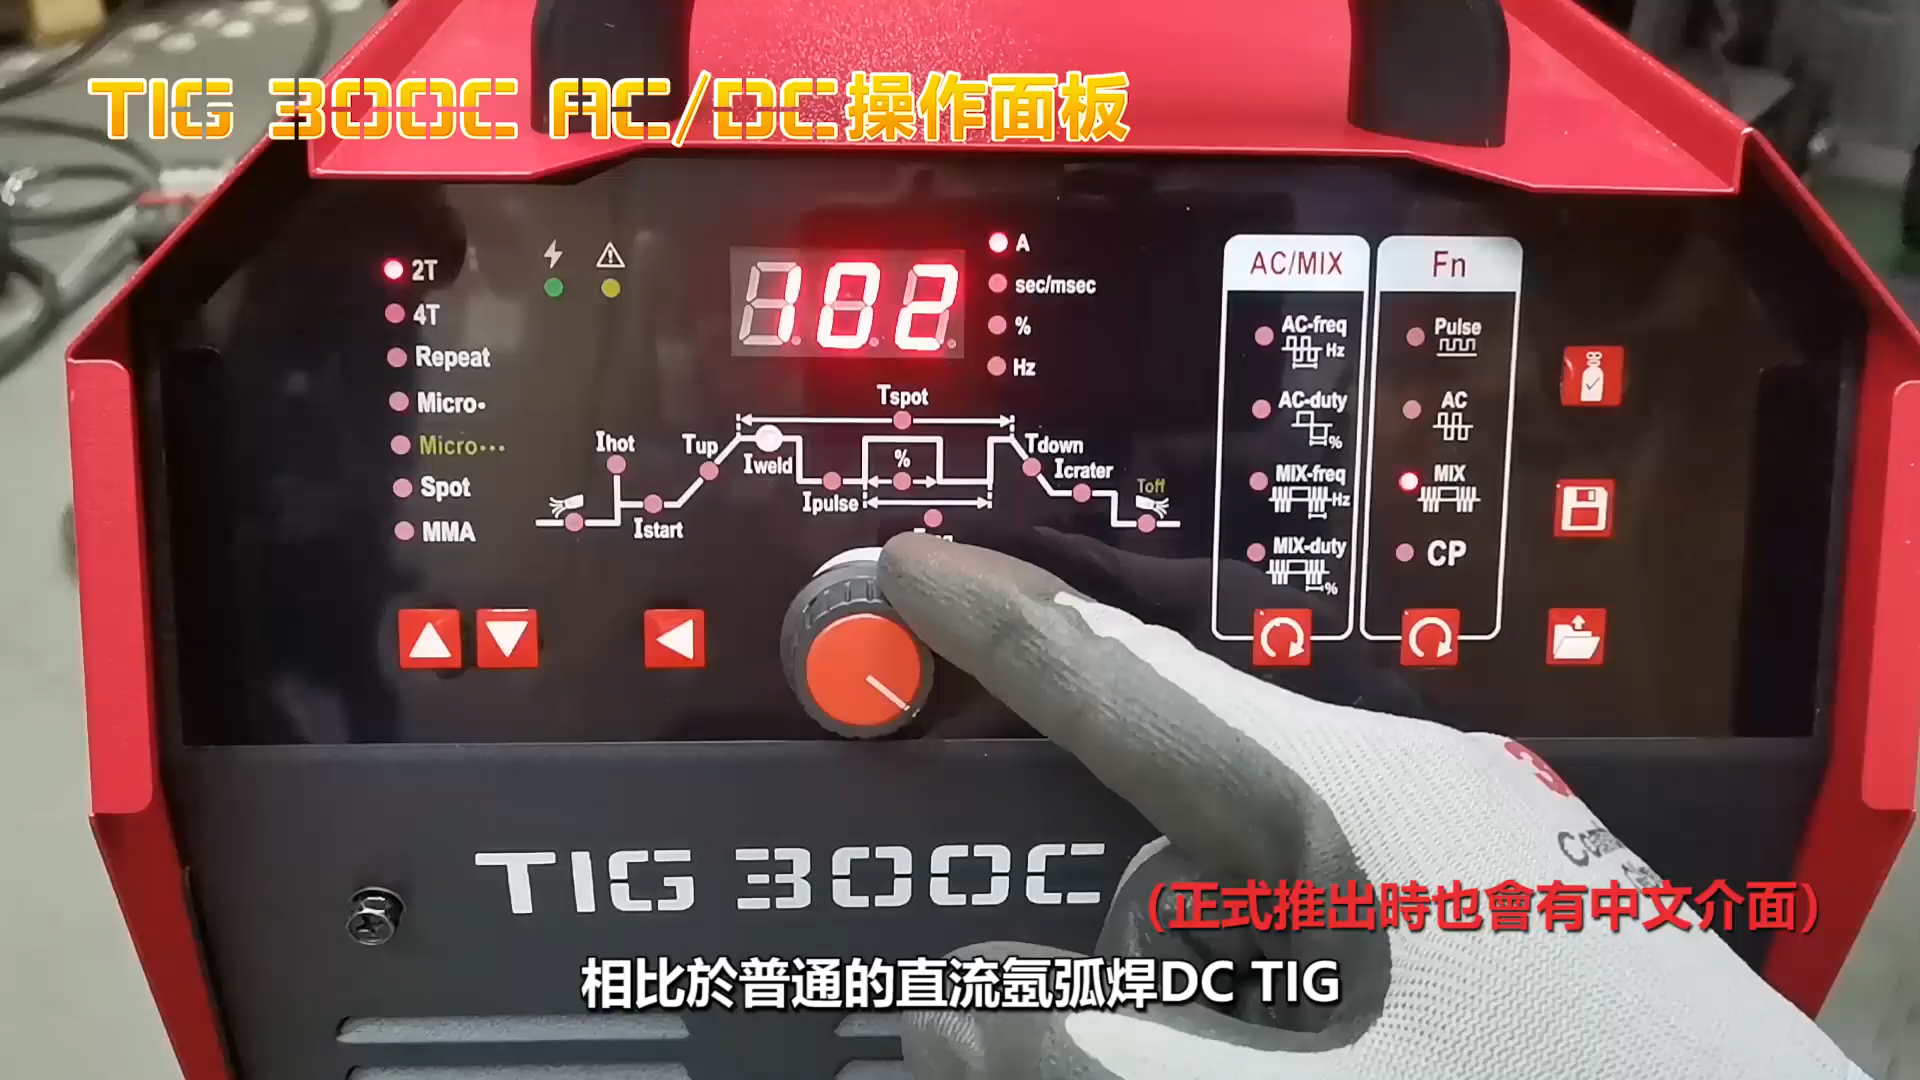 TIG 300C AC/DC操作面板
2T
4T
Repeat
Micro•
Micro•••
Spot
MMA
102
A
sec/msec
%
Hz
Tspot
Ihot
Tup
Iweld
%
Tdown
Icrater
Ipulse
Istart
Toff
AC/MIX
AC-freq
Hz
AC-duty
%
MIX-freq
Hz
MIX-duty
%
Fn
Pulse
AC
MIX
CP
TIG 300C
(正式推出時也會有中文介面)
相比於普通的直流氬弧焊DC TIG